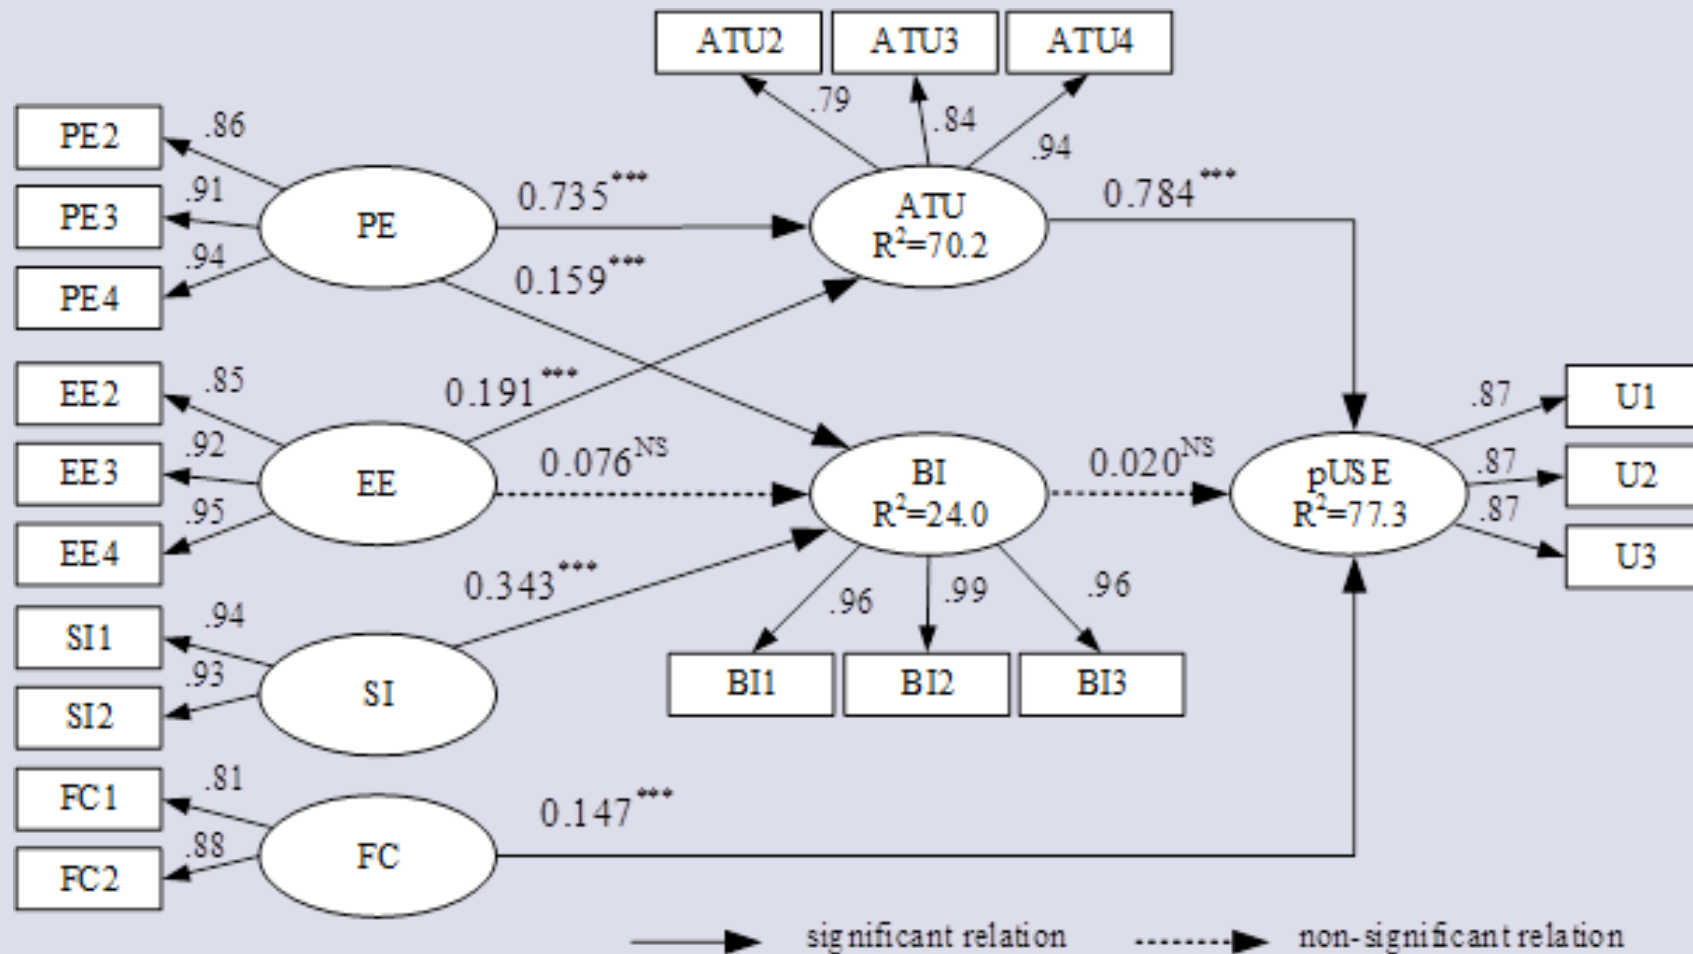 ATU2 ATU3 ATU4
.79 .84 .94
PE2 .86
PE3 .91
PE4 .94
PE
0.735***
0.159***
ATU
R²=70.2
0.784***
EE2 .85
EE3 .92
EE4 .95
EE
0.191***
0.076NS
BI
R²=24.0
0.020NS
pUSE
R²=77.3
.87 U1
.87 U2
.87 U3
SI1 .94
SI2 .93
SI
0.343***
.96 .99 .96
BI1 BI2 BI3
FC1 .81
FC2 .88
FC
0.147***
significant relation non-significant relation